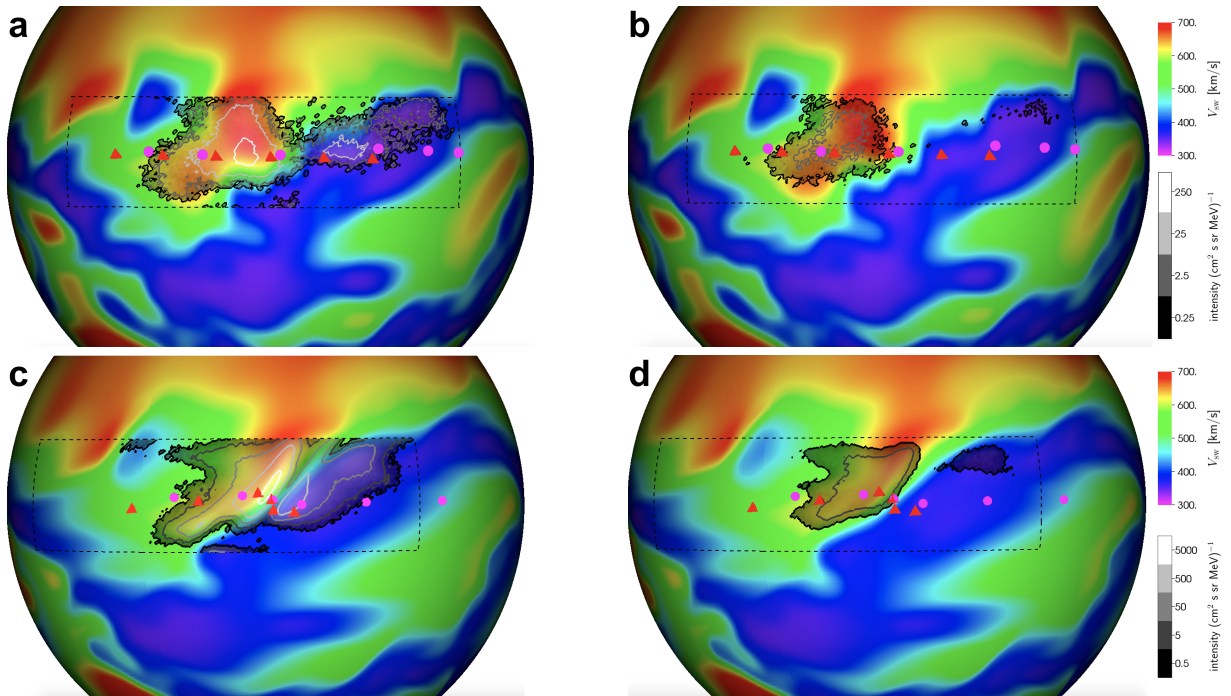 a
b
700.
600.
500.
400.
300.
V_sw [km/s]
250
25
2.5
0.25
intensity (cm² s sr MeV)⁻¹
c
d
700.
600.
500.
400.
300.
V_sw [km/s]
5000
500
50
5
0.5
intensity (cm² s sr MeV)⁻¹